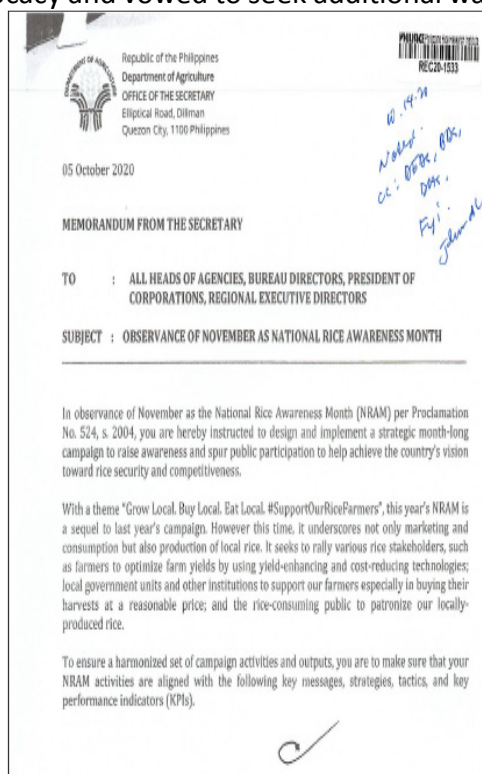 ocacy and vowed to seek additional wa
Republic of the Philippines
Department of Agriculture
OFFICE OF THE SECRETARY
Elliptical Road, Diliman
Quezon City, 1100 Philippines
REC20-1533
Noted.
cc:
Fyi.
05 October 2020
MEMORANDUM FROM THE SECRETARY
TO : ALL HEADS OF AGENCIES, BUREAU DIRECTORS, PRESIDENT OF
CORPORATIONS, REGIONAL EXECUTIVE DIRECTORS
SUBJECT : OBSERVANCE OF NOVEMBER AS NATIONAL RICE AWARENESS MONTH
In observance of November as the National Rice Awareness Month (NRAM) per Proclamation
No. 524, s. 2004, you are hereby instructed to design and implement a strategic month-long
campaign to raise awareness and spur public participation to help achieve the country's vision
toward rice security and competitiveness.
With a theme "Grow Local. Buy Local. Eat Local. #SupportOurRiceFarmers", this year's NRAM is
a sequel to last year's campaign. However this time, it underscores not only marketing and
consumption but also production of local rice. It seeks to rally various rice stakeholders, such
as farmers to optimize farm yields by using yield-enhancing and cost-reducing technologies;
local government units and other institutions to support our farmers especially in buying their
harvests at a reasonable price; and the rice-consuming public to patronize our locally-
produced rice.
To ensure a harmonized set of campaign activities and outputs, you are to make sure that your
NRAM activities are aligned with the following key messages, strategies, tactics, and key
performance indicators (KPIs).